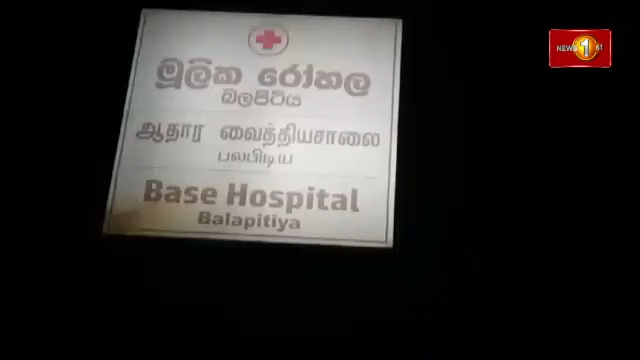 මූලික රෝහල
බලපිටිය
ஆதார வைத்தியசாலை
பலபிடிய
Base Hospital
Balapitiya
NEWS 1ST